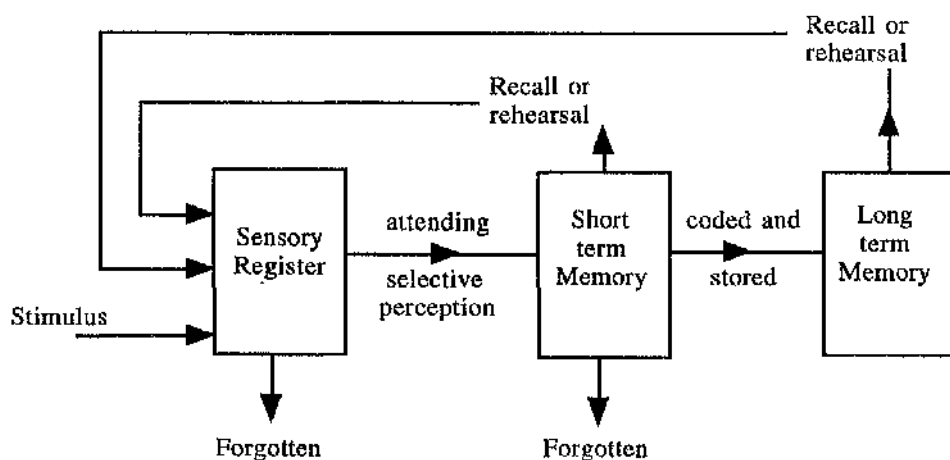 Recall or
rehearsal
Recall or
rehearsal
Sensory
Register
attending
selective
perception
Short
term
Memory
coded and
stored
Long
term
Memory
Stimulus
Forgotten
Forgotten